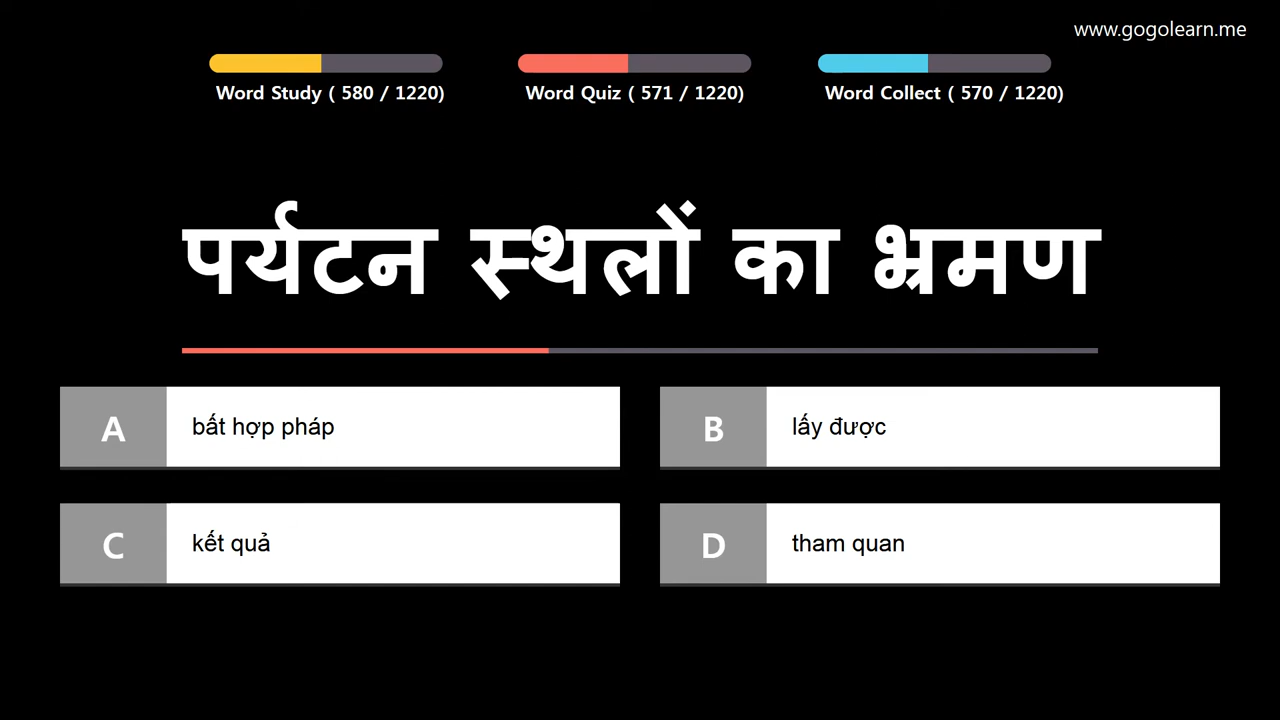 www.gogolearn.me
Word Study ( 580 / 1220)
Word Quiz ( 571 / 1220)
Word Collect ( 570 / 1220)
पर्यटन स्थलों का भ्रमण
A
bất hợp pháp
B
lấy được
C
kết quả
D
tham quan